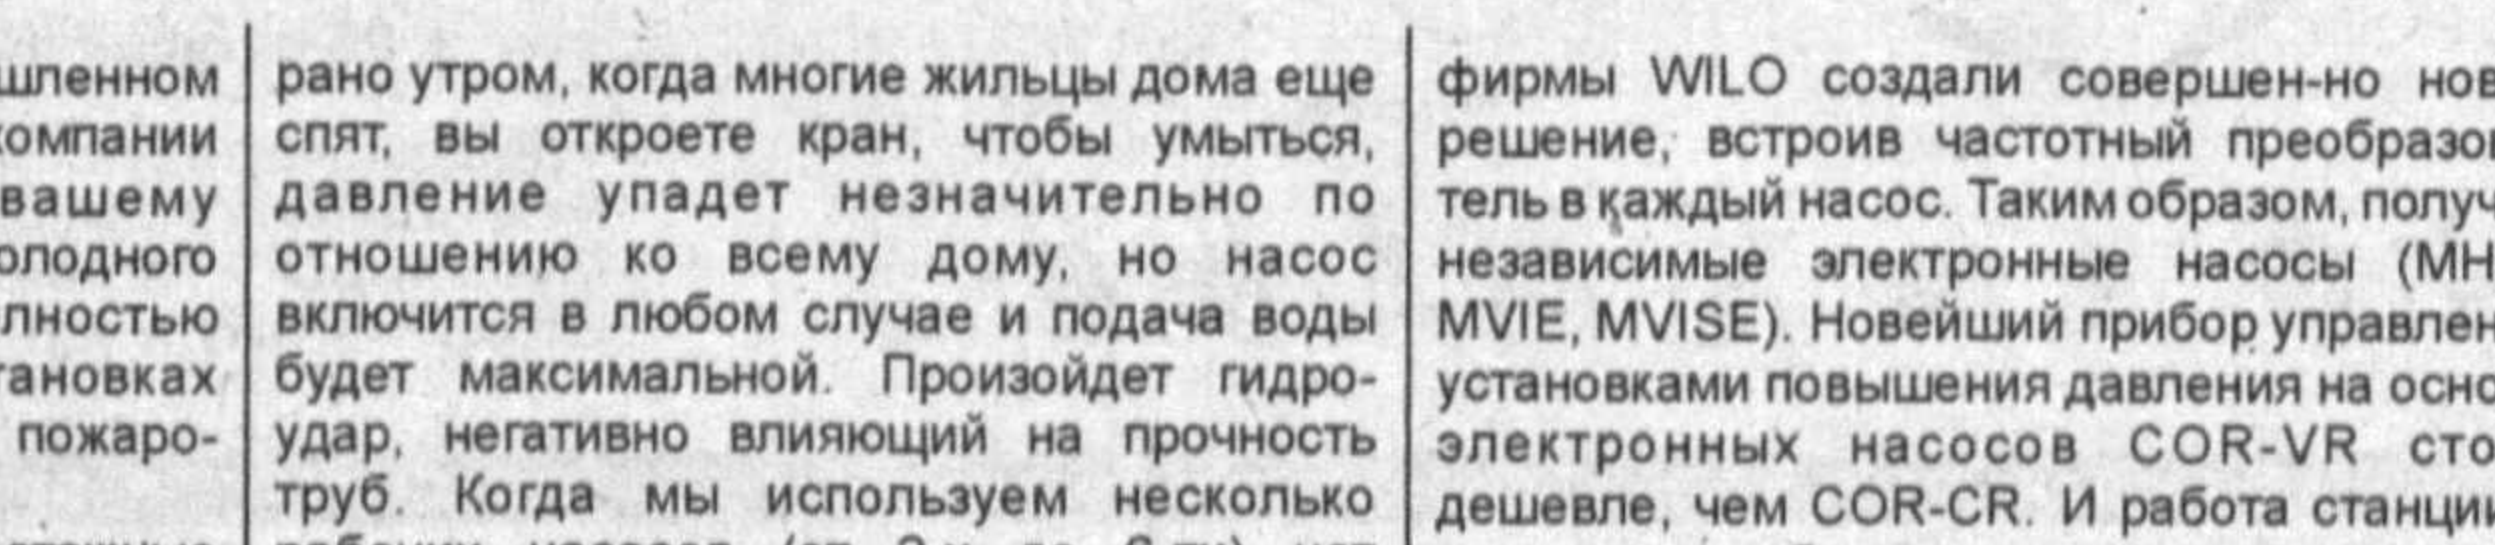 шленном
компании
вашему
олодного
лностью
тановках
пожаро-
рано утром, когда многие жильцы дома еще
спят, вы откроете кран, чтобы умыться,
давление упадет незначительно по
отношению ко всему дому, но насос
включится в любом случае и подача воды
будет максимальной. Произойдет гидро-
удар, негативно влияющий на прочность
труб. Когда мы используем несколько
фирмы WILO создали совершен-но нов
решение, встроив частотный преобразов
тель в каждый насос. Таким образом, получ
независимые электронные насосы (MH
MVIE, MVISE). Новейший прибор управлен
установками повышения давления на осно
электронных насосов COR-VR сто
дешевле, чем COR-CR. И работа станции